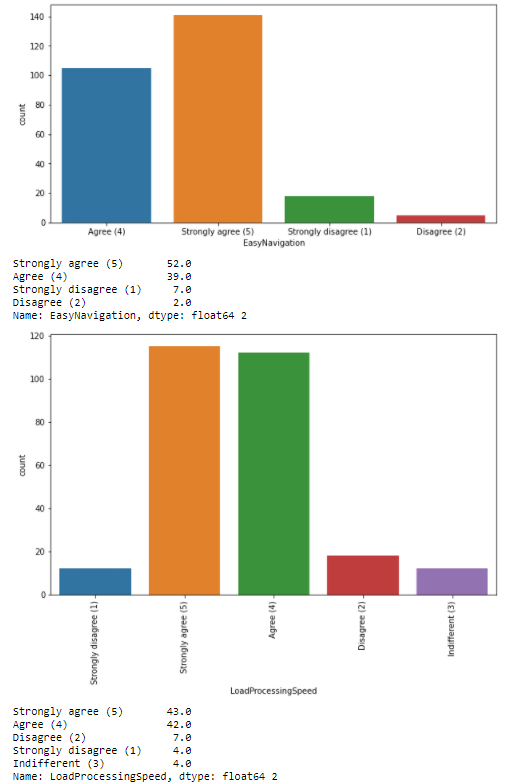 140
120
100
80
60
40
20
0
count
Agree (4) Strongly agree (5) Strongly disagree (1) Disagree (2)
EasyNavigation
Strongly agree (5) 52.0
Agree (4) 39.0
Strongly disagree (1) 7.0
Disagree (2) 2.0
Name: EasyNavigation, dtype: float64 2
120
100
80
60
40
20
0
count
Strongly disagree (1)
Strongly agree (5)
Agree (4)
Disagree (2)
Indifferent (3)
LoadProcessingSpeed
Strongly agree (5) 43.0
Agree (4) 42.0
Disagree (2) 7.0
Strongly disagree (1) 4.0
Indifferent (3) 4.0
Name: LoadProcessingSpeed, dtype: float64 2